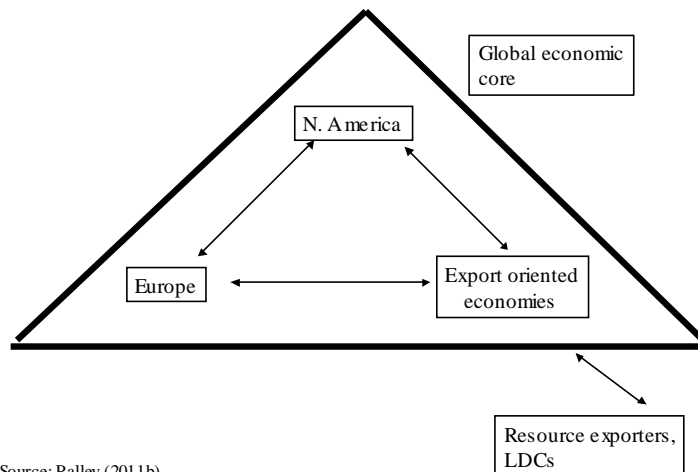 Global economic
core
N. America
Europe
Export oriented
economies
Resource exporters,
LDCs
Source: Palley (2011b)